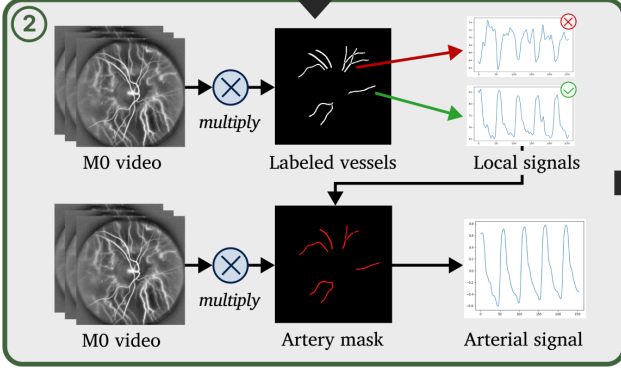 2
multiply
M0 video
Labeled vessels
Local signals
multiply
M0 video
Artery mask
Arterial signal